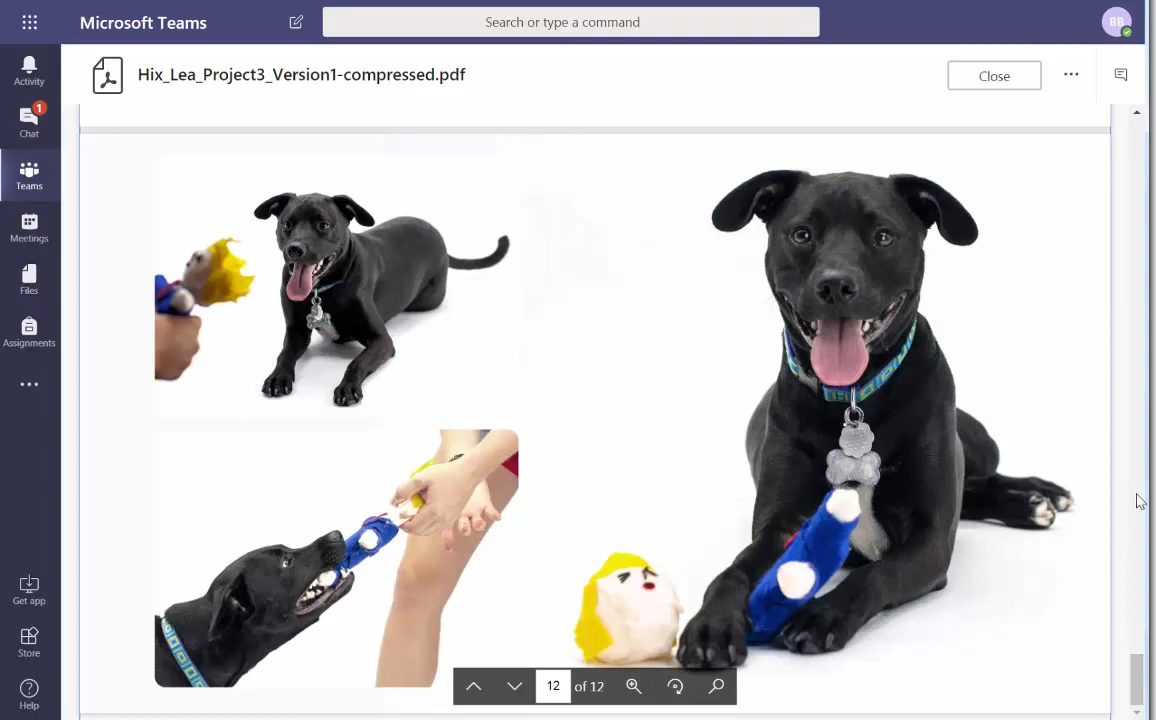 Microsoft Teams
Search or type a command
BB
Activity
Hix_Lea_Project3_Version1-compressed.pdf
Close
1
Chat
Teams
Meetings
Files
Assignments
Get app
Store
Help
12 of 12